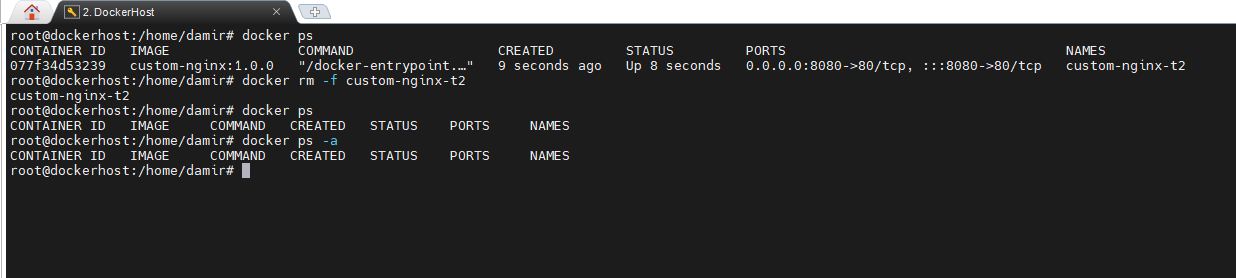 2. DockerHost
root@dockerhost:/home/damir# docker ps
CONTAINER ID   IMAGE                COMMAND                  CREATED         STATUS         PORTS                                   NAMES
077f34d53239   custom-nginx:1.0.0   "/docker-entrypoint.…"   9 seconds ago   Up 8 seconds   0.0.0.0:8080->80/tcp, :::8080->80/tcp   custom-nginx-t2
root@dockerhost:/home/damir# docker rm -f custom-nginx-t2
custom-nginx-t2
root@dockerhost:/home/damir# docker ps
CONTAINER ID   IMAGE     COMMAND   CREATED   STATUS    PORTS     NAMES
root@dockerhost:/home/damir# docker ps -a
CONTAINER ID   IMAGE     COMMAND   CREATED   STATUS    PORTS     NAMES
root@dockerhost:/home/damir#